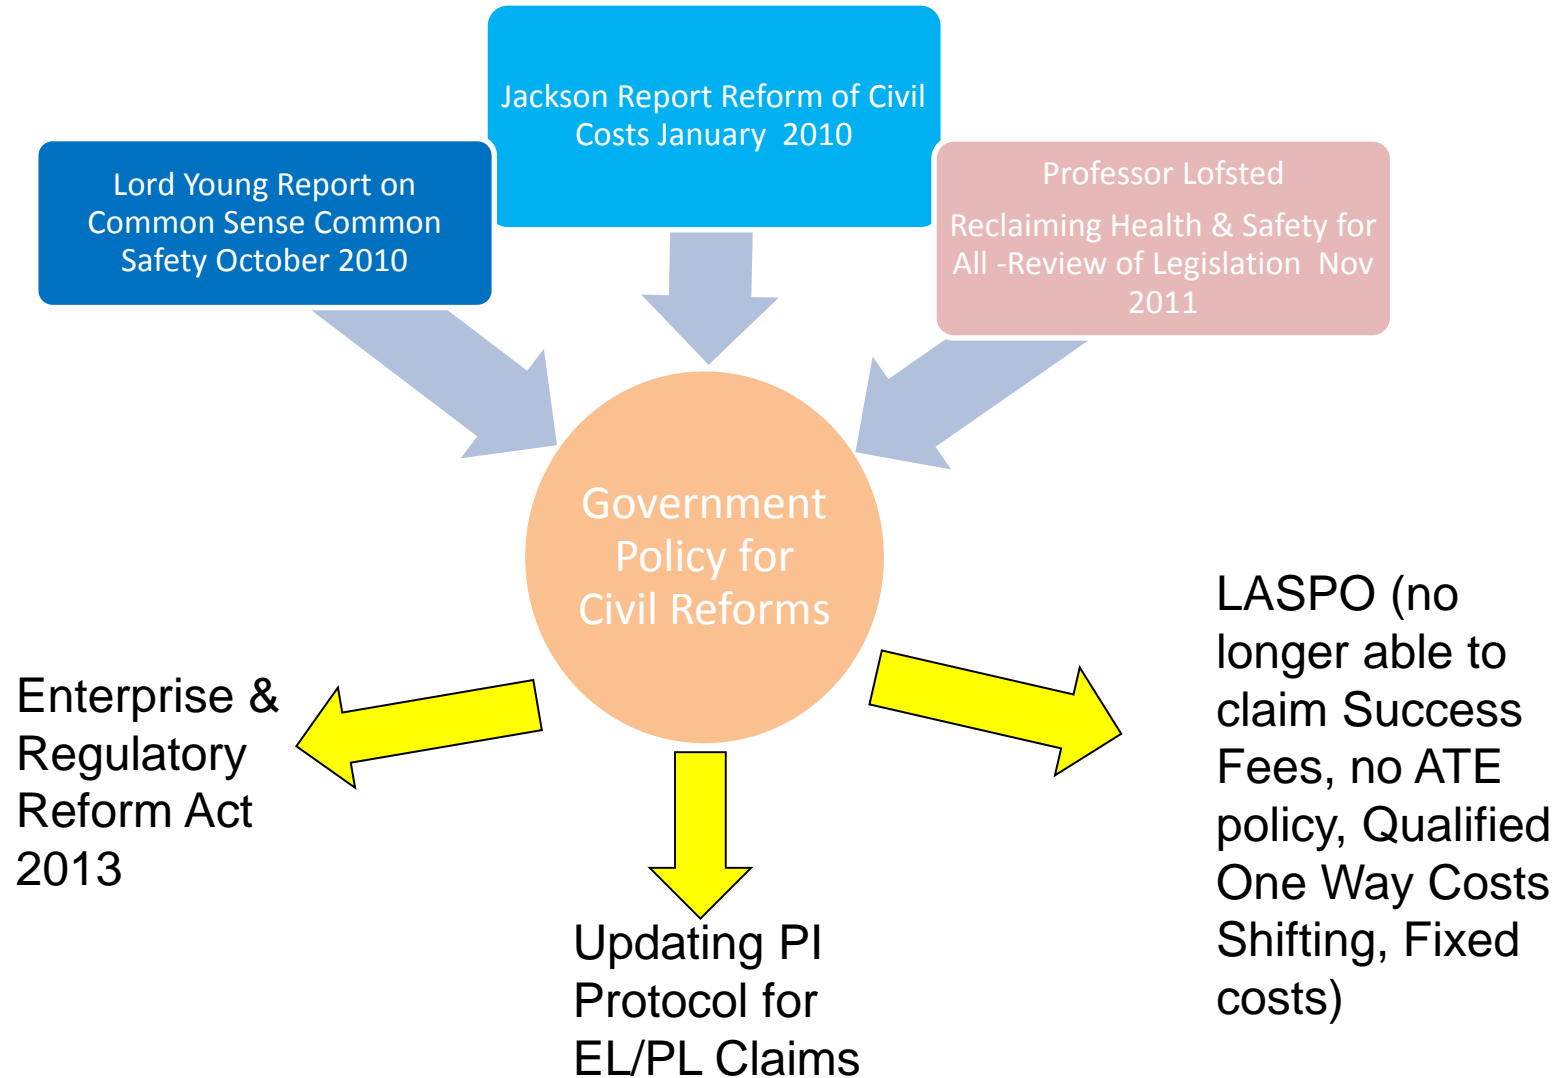 Jackson Report Reform of Civil
Costs January 2010
Lord Young Report on
Common Sense Common
Safety October 2010
Professor Lofsted
Reclaiming Health & Safety for
All -Review of Legislation Nov
2011
Government
Policy for
Civil Reforms
Enterprise &
Regulatory
Reform Act
2013
Updating PI
Protocol for
EL/PL Claims
LASPO (no
longer able to
claim Success
Fees, no ATE
policy, Qualified
One Way Costs
Shifting, Fixed
costs)